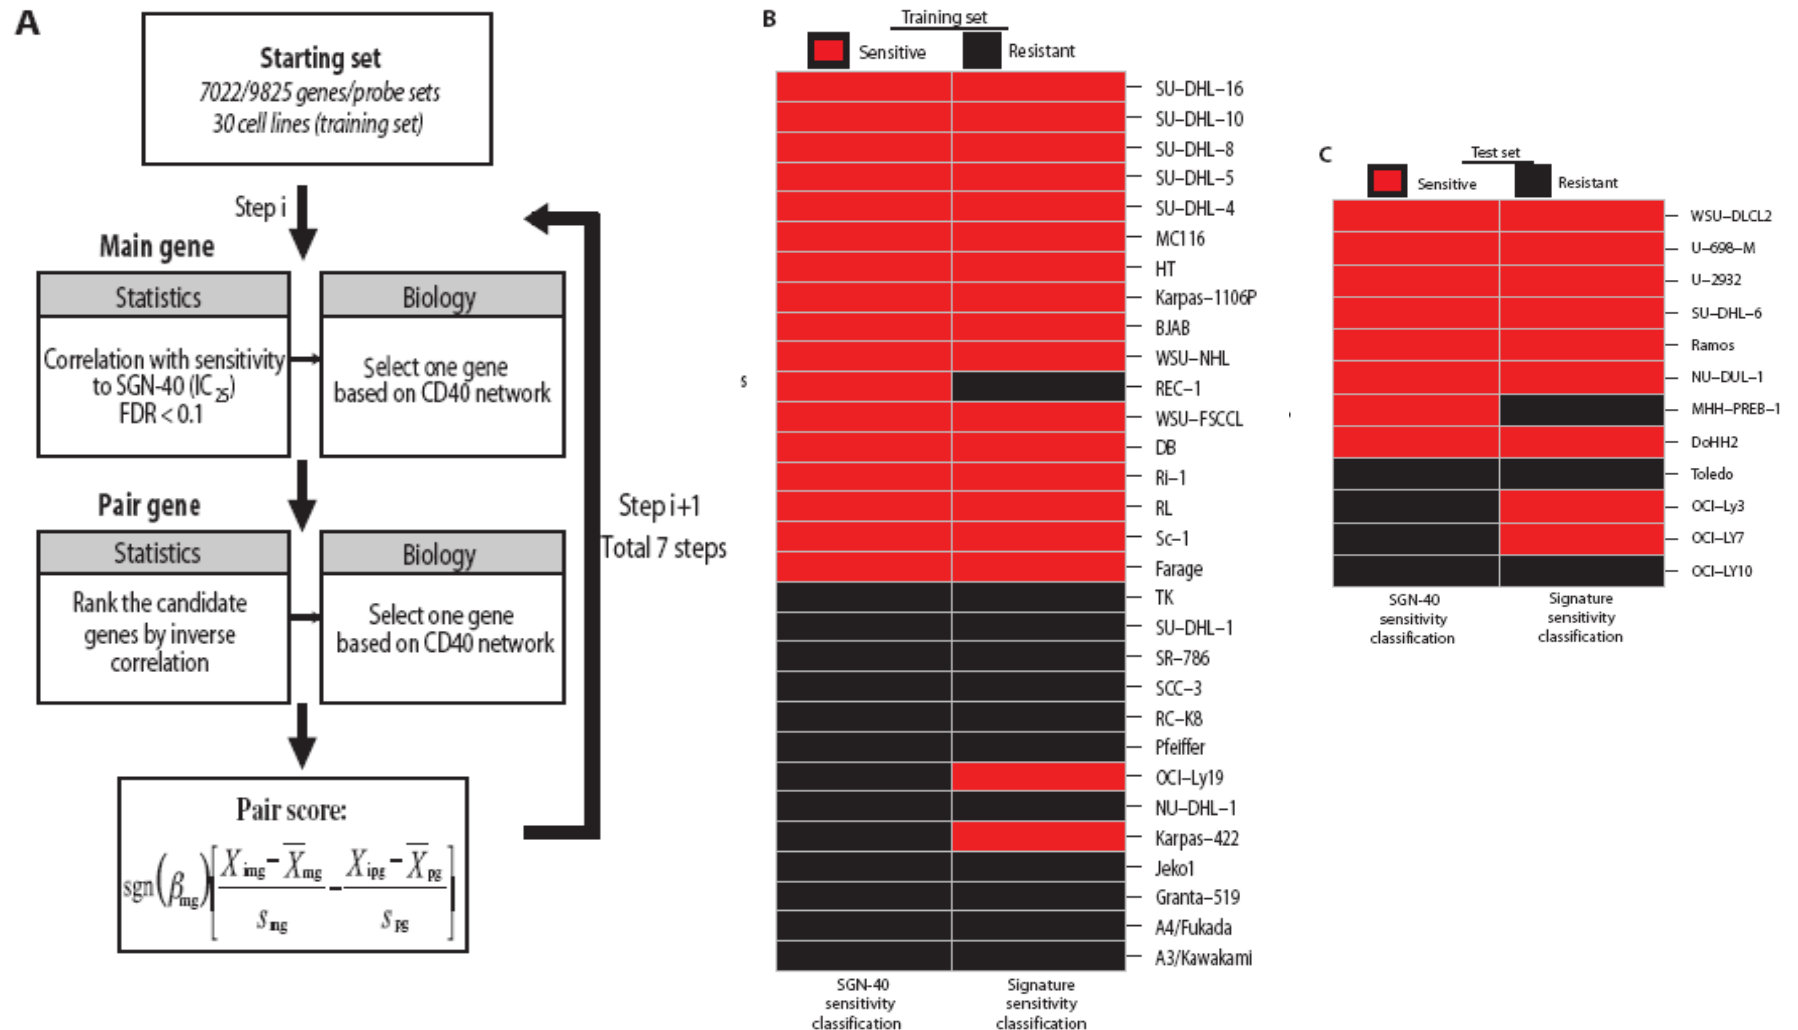 A
Starting set
7022/9825 genes/probe sets
30 cell lines (training set)
Step i
Main gene
Statistics
Correlation with sensitivity
to SGN-40 (IC 25)
FDR < 0.1
Biology
Select one gene
based on CD40 network
Pair gene
Statistics
Rank the candidate
genes by inverse
correlation
Biology
Select one gene
based on CD40 network
Step i+1
Total 7 steps
Pair score:
sgn(βmg)[Ximg − X̅mg / smg − Xipg − X̅pg / spg]
B
Training set
Sensitive
Resistant
s
SU–DHL–16
SU–DHL–10
SU–DHL–8
SU–DHL–5
SU–DHL–4
MC116
HT
Karpas–1106P
BJAB
WSU–NHL
REC–1
WSU–FSCCL
DB
Ri–1
RL
Sc–1
Farage
TK
SU–DHL–1
SR–786
SCC–3
RC–K8
Pfeiffer
OCI–Ly19
NU–DHL–1
Karpas–422
Jeko1
Granta–519
A4/Fukada
A3/Kawakami
SGN-40
sensitivity
classification
Signature
sensitivity
classification
C
Test set
Sensitive
Resistant
WSU–DLCL2
U–698–M
U–2932
SU–DHL–6
Ramos
NU–DUL–1
MHH–PREB–1
DoHH2
Toledo
OCI–Ly3
OCI–LY7
OCI–LY10
SGN-40
sensitivity
classification
Signature
sensitivity
classification